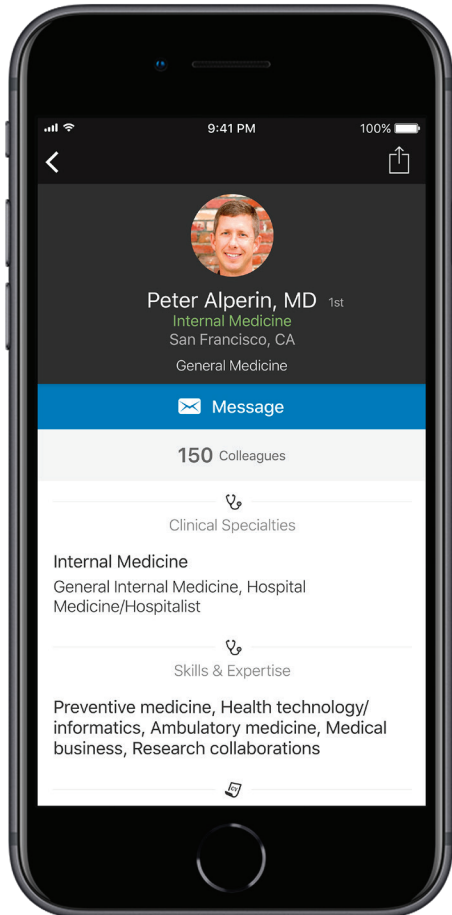 9:41 PM
100%
Peter Alperin, MD 1st
Internal Medicine
San Francisco, CA
General Medicine
Message
150 Colleagues
Clinical Specialties
Internal Medicine
General Internal Medicine, Hospital
Medicine/Hospitalist
Skills & Expertise
Preventive medicine, Health technology/
informatics, Ambulatory medicine, Medical
business, Research collaborations
CV